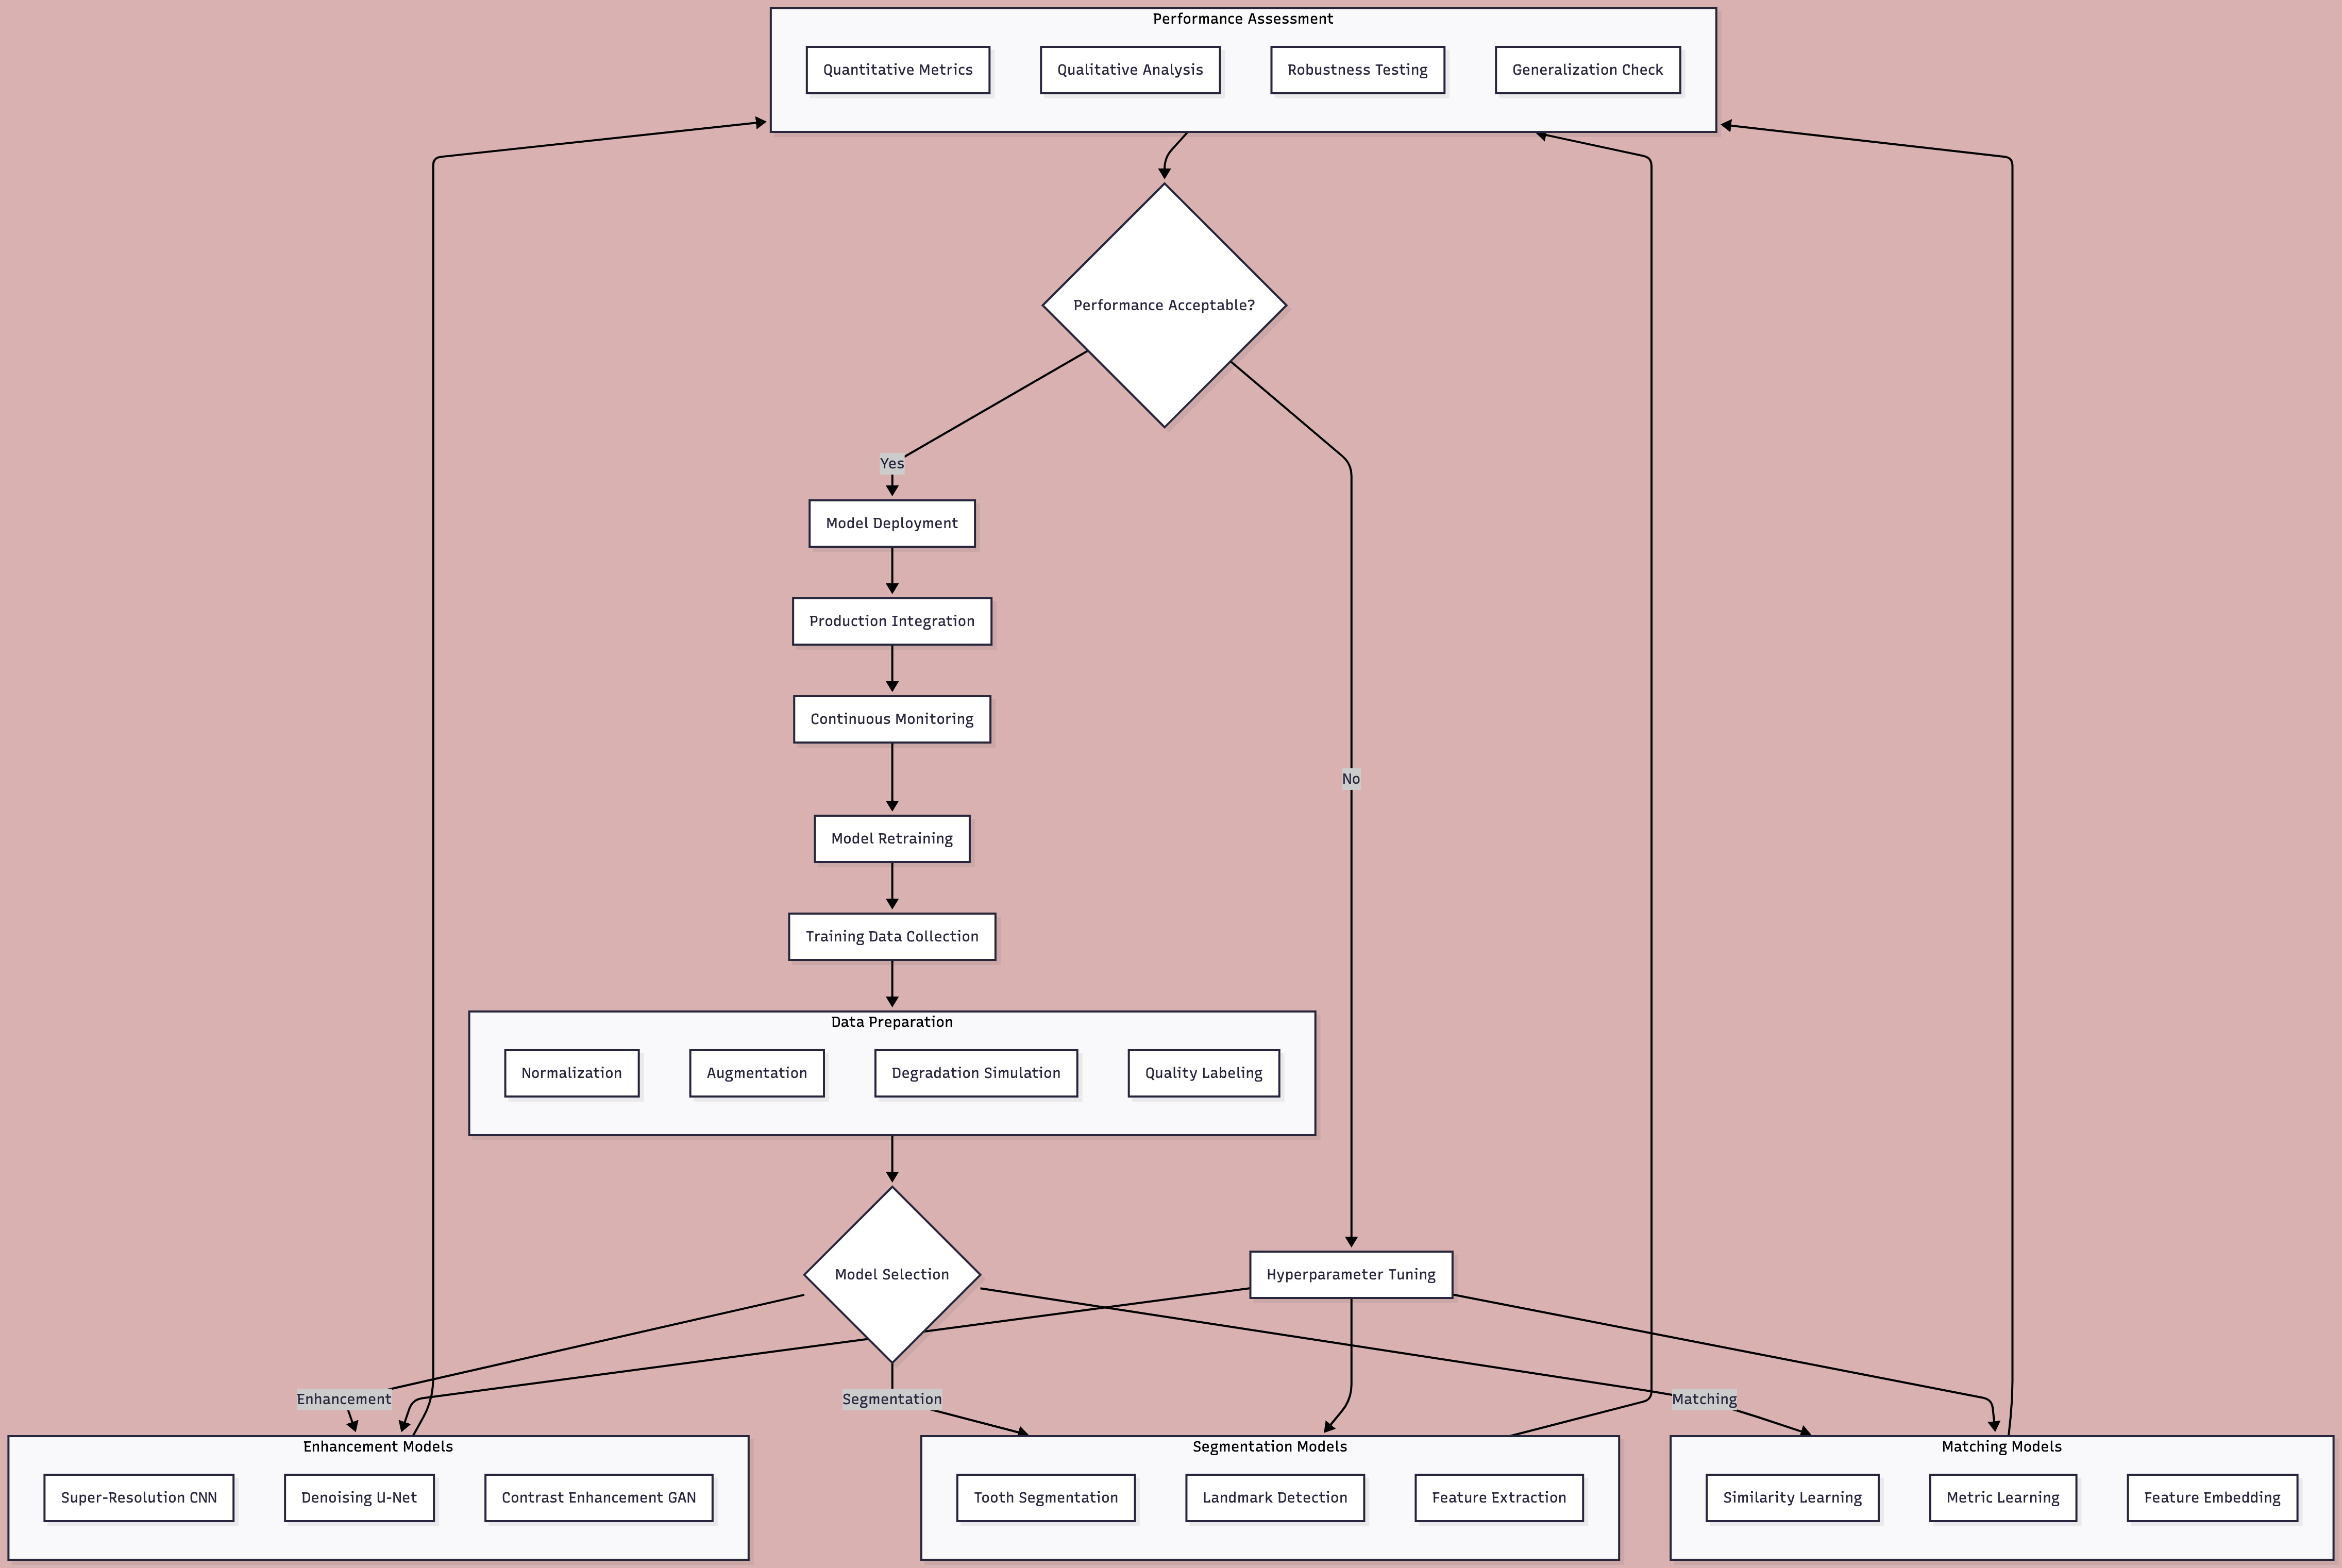 Performance Assessment
Quantitative Metrics
Qualitative Analysis
Robustness Testing
Generalization Check
Performance Acceptable?
Yes
Model Deployment
Production Integration
Continuous Monitoring
No
Model Retraining
Training Data Collection
Data Preparation
Normalization
Augmentation
Degradation Simulation
Quality Labeling
Model Selection
Hyperparameter Tuning
Enhancement
Segmentation
Matching
Enhancement Models
Super-Resolution CNN
Denoising U-Net
Contrast Enhancement GAN
Segmentation Models
Tooth Segmentation
Landmark Detection
Feature Extraction
Matching Models
Similarity Learning
Metric Learning
Feature Embedding